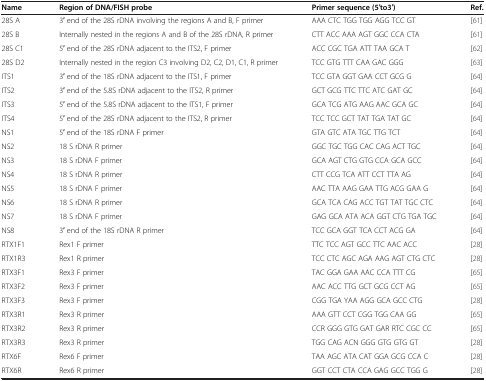 Name Region of DNA/FISH probe Primer sequence (5′to3′) Ref.
28S A 3′ end of the 28S rDNA involving the regions A and B, F primer AAA CTC TGG TGG AGG TCC GT [61]
28S B Internally nested in the regions A and B of the 28S rDNA, R primer CTT ACC AAA AGT GGC CCA CTA [61]
28S C1 5′ end of the 28S rDNA adjacent to the ITS2, F primer ACC CGC TGA ATT TAA GCA T [62]
28S D2 Internally nested in the region C3 involving D2, C2, D1, C1, R primer TCC GTG TTT CAA GAC GGG [63]
ITS1 3′ end of the 18S rDNA adjacent to the ITS1, F primer TCC GTA GGT GAA CCT GCG G [64]
ITS2 3′ end of the 5.8S rDNA adjacent to the ITS2, R primer GCT GCG TTC TTC ATC GAT GC [64]
ITS3 5′ end of the 5.8S rDNA adjacent to the ITS1, F primer GCA TCG ATG AAG AAC GCA GC [64]
ITS4 5′ end of the 28S rDNA adjacent to the ITS2, R primer TCC TCC GCT TAT TGA TAT GC [64]
NS1 5′ end of the 18S rDNA F primer GTA GTC ATA TGC TTG TCT [64]
NS2 18 S rDNA R primer GGC TGC TGG CAC CAG ACT TGC [64]
NS3 18 S rDNA F primer GCA AGT CTG GTG CCA GCA GCC [64]
NS4 18 S rDNA R primer CTT CCG TCA ATT CCT TTA AG [64]
NS5 18 S rDNA F primer AAC TTA AAG GAA TTG ACG GAA G [64]
NS6 18 S rDNA R primer GCA TCA CAG ACC TGT TAT TGC CTC [64]
NS7 18 S rDNA F primer GAG GCA ATA ACA GGT CTG TGA TGC [64]
NS8 3′ end of the 18S rDNA R primer TCC GCA GGT TCA CCT ACG GA [64]
RTX1F1 Rex1 F primer TTC TCC AGT GCC TTC AAC ACC [28]
RTX1R3 Rex1 R primer TCC CTC AGC AGA AAG AGT CTG CTC [28]
RTX3F1 Rex3 F primer TAC GGA GAA AAC CCA TTT CG [65]
RTX3F2 Rex3 F primer AAC ACC TTG GCT GCG CCT AG [65]
RTX3F3 Rex3 F primer CGG TGA YAA AGG GCA GCC CTG [28]
RTX3R1 Rex3 R primer AAA GTT CCT CGG TGG CAA GG [65]
RTX3R2 Rex3 R primer CCR GGG GTG GAT GAR RTC CGC CC [65]
RTX3R3 Rex3 R primer TGG CAG ACN GGG GTG GTG GT [28]
RTX6F Rex6 F primer TAA AGC ATA CAT GGA GCG CCA C [28]
RTX6R Rex6 R primer GGT CCT CTA CCA GAG GCC TGG G [28]